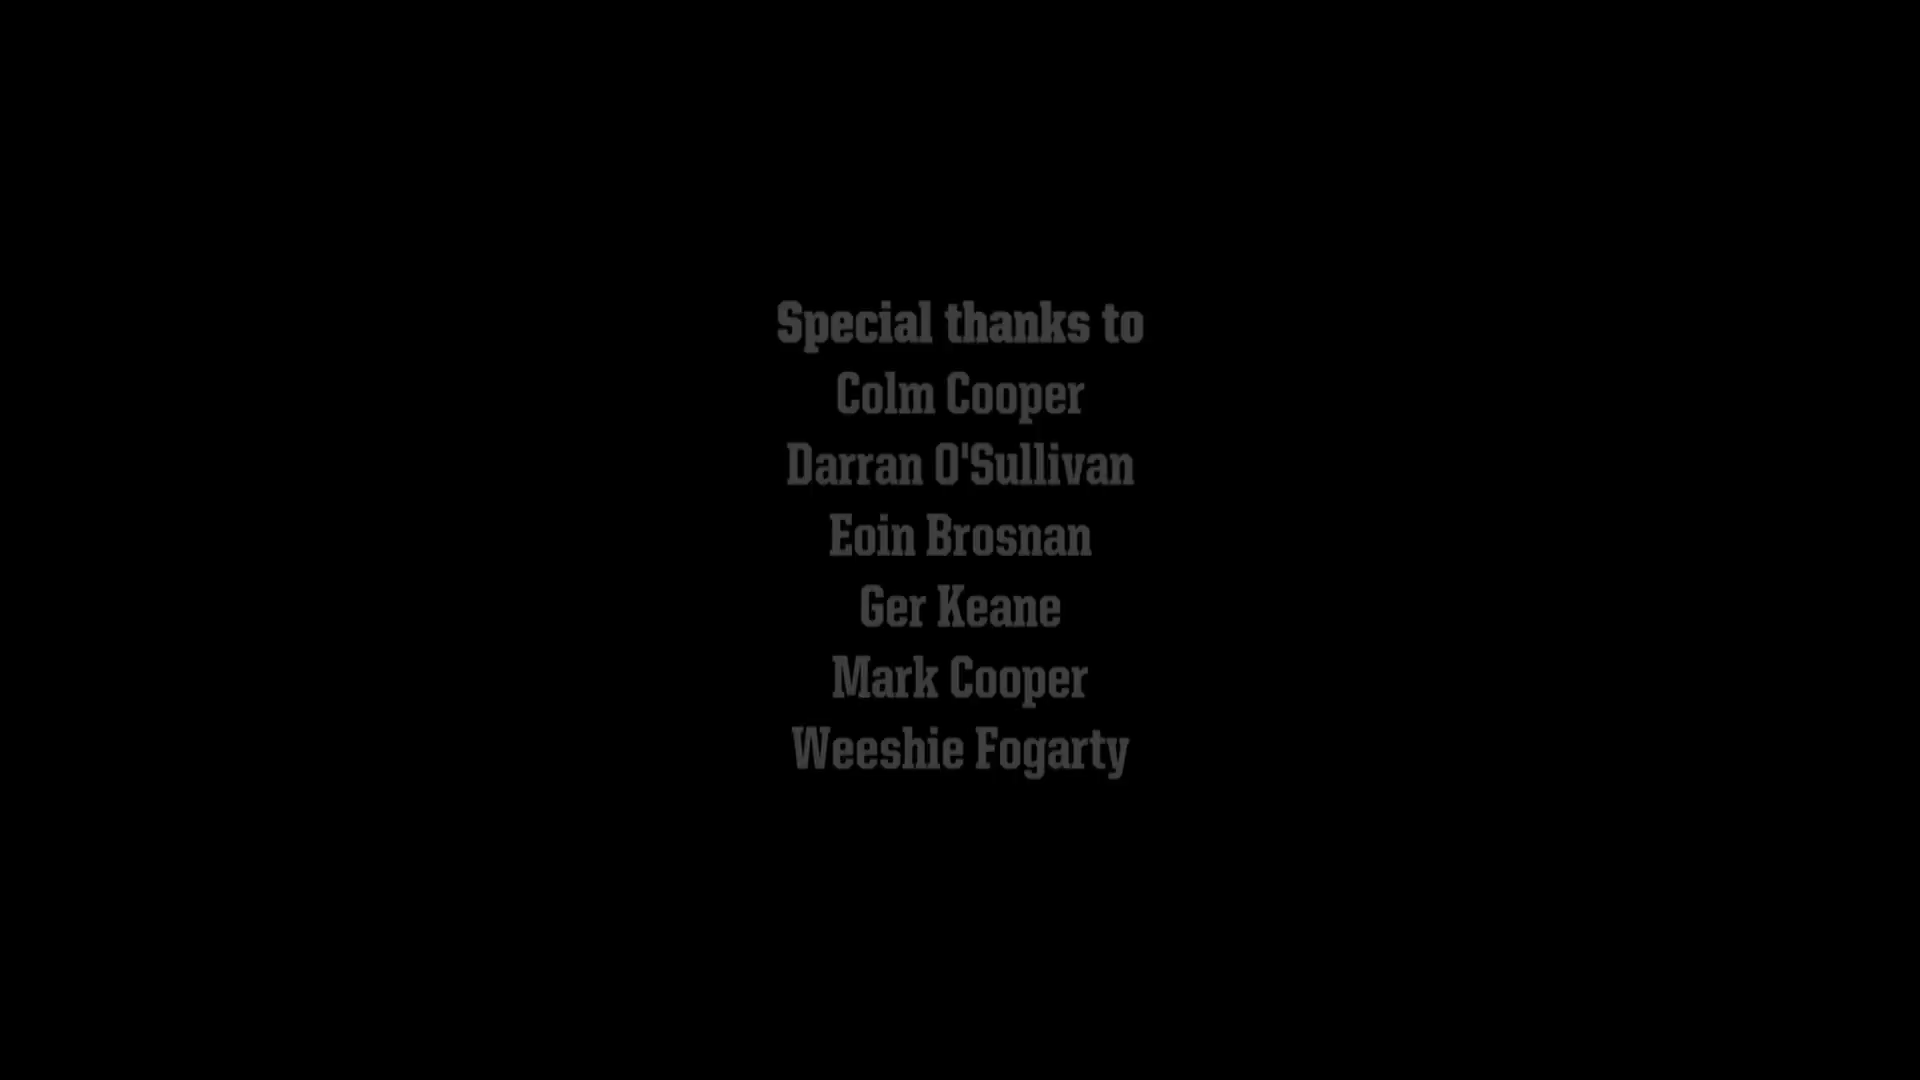 Special thanks to
Colm Cooper
Darran O'Sullivan
Eoin Brosnan
Ger Keane
Mark Cooper
Weeshie Fogarty